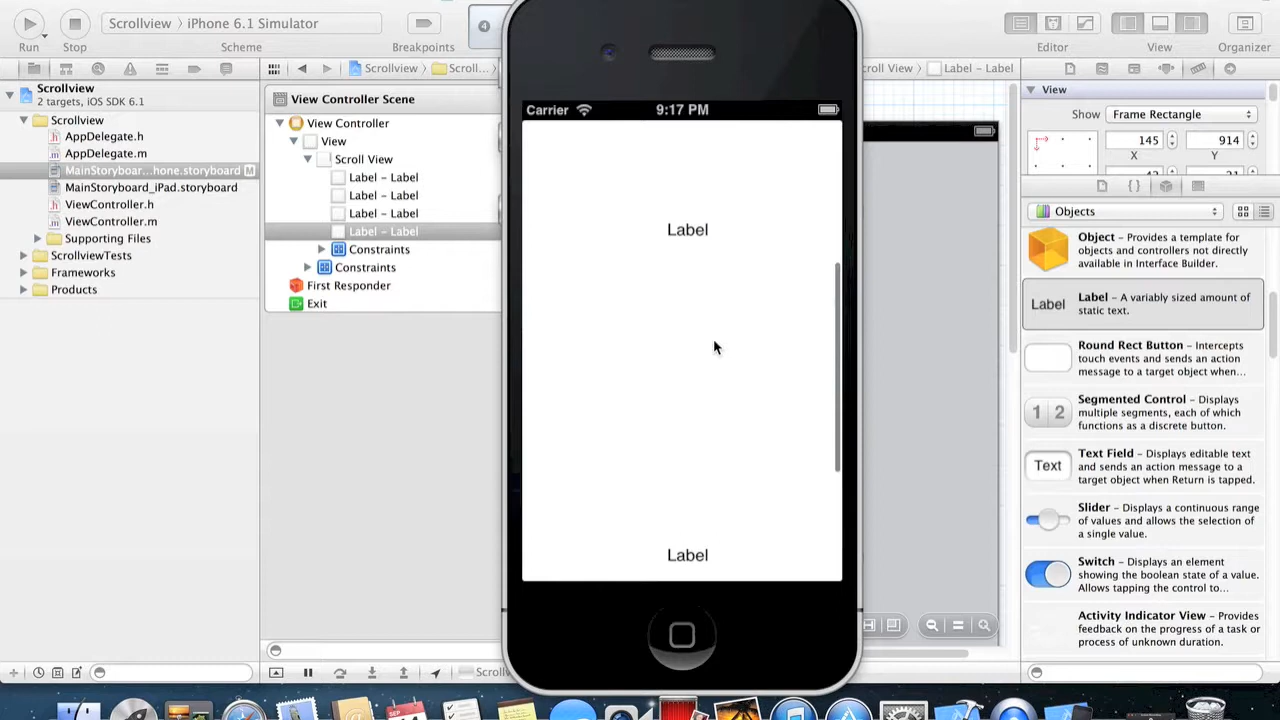 Scrollview › iPhone 6.1 Simulator
4
Run
Stop
Scheme
Breakpoints
Editor
View
Organizer
Scrollview
Scroll...
croll View
Label – Label
Scrollview
2 targets, iOS SDK 6.1
Scrollview
AppDelegate.h
AppDelegate.m
MainStoryboar...hone.storyboard
M
MainStoryboard_iPad.storyboard
ViewController.h
ViewController.m
Supporting Files
ScrollviewTests
Frameworks
Products
View Controller Scene
View Controller
View
Scroll View
Label – Label
Label – Label
Label – Label
Label – Label
Constraints
Constraints
First Responder
Exit
Carrier
9:17 PM
Label
Label
View
Show
Frame Rectangle
145
914
X
Y
Objects
Object – Provides a template for
objects and controllers not directly
available in Interface Builder.
Label
Label – A variably sized amount of
static text.
Round Rect Button – Intercepts
touch events and sends an action
message to a target object when...
1 2
Segmented Control – Displays
multiple segments, each of which
functions as a discrete button.
Text
Text Field – Displays editable text
and sends an action message to a
target object when Return is tapped.
Slider – Displays a continuous range
of values and allows the selection of
a single value.
Switch – Displays an element
showing the boolean state of a value.
Allows tapping the control to...
Activity Indicator View – Provides
feedback on the progress of a task or
process of unknown duration.
Scrollv
SEP